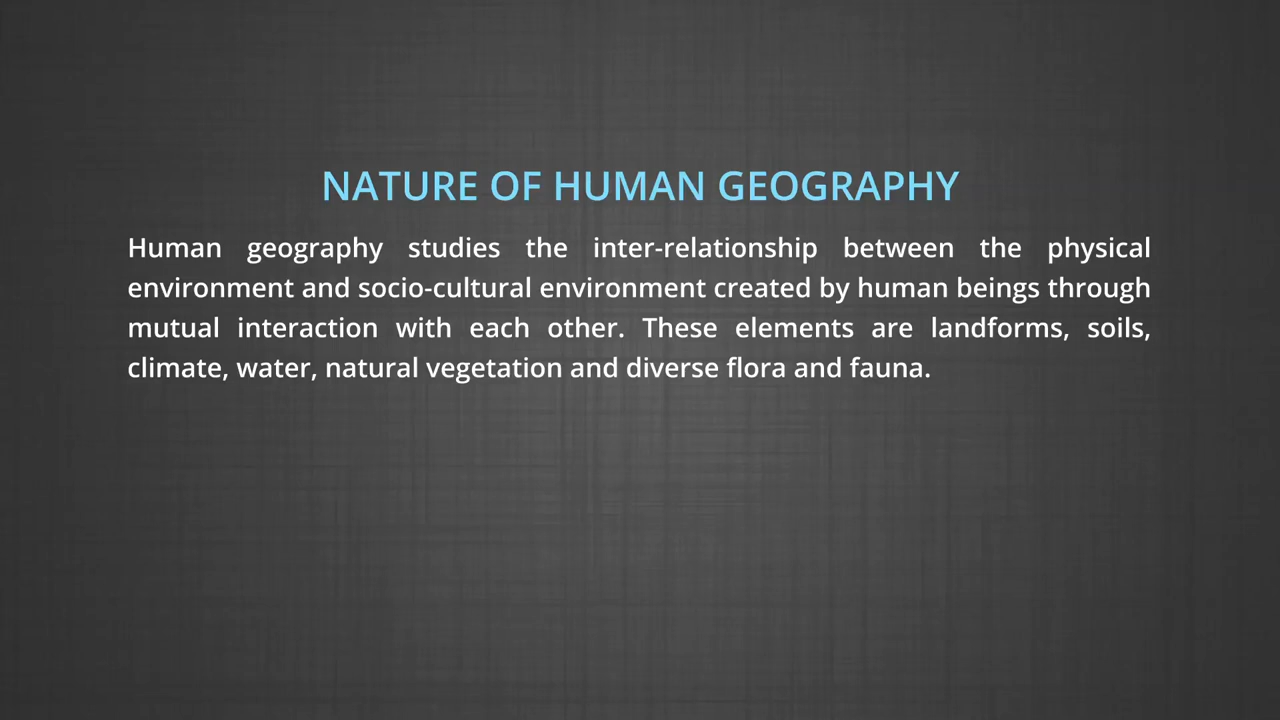 NATURE OF HUMAN GEOGRAPHY
Human geography studies the inter-relationship between the physical
environment and socio-cultural environment created by human beings through
mutual interaction with each other. These elements are landforms, soils,
climate, water, natural vegetation and diverse flora and fauna.